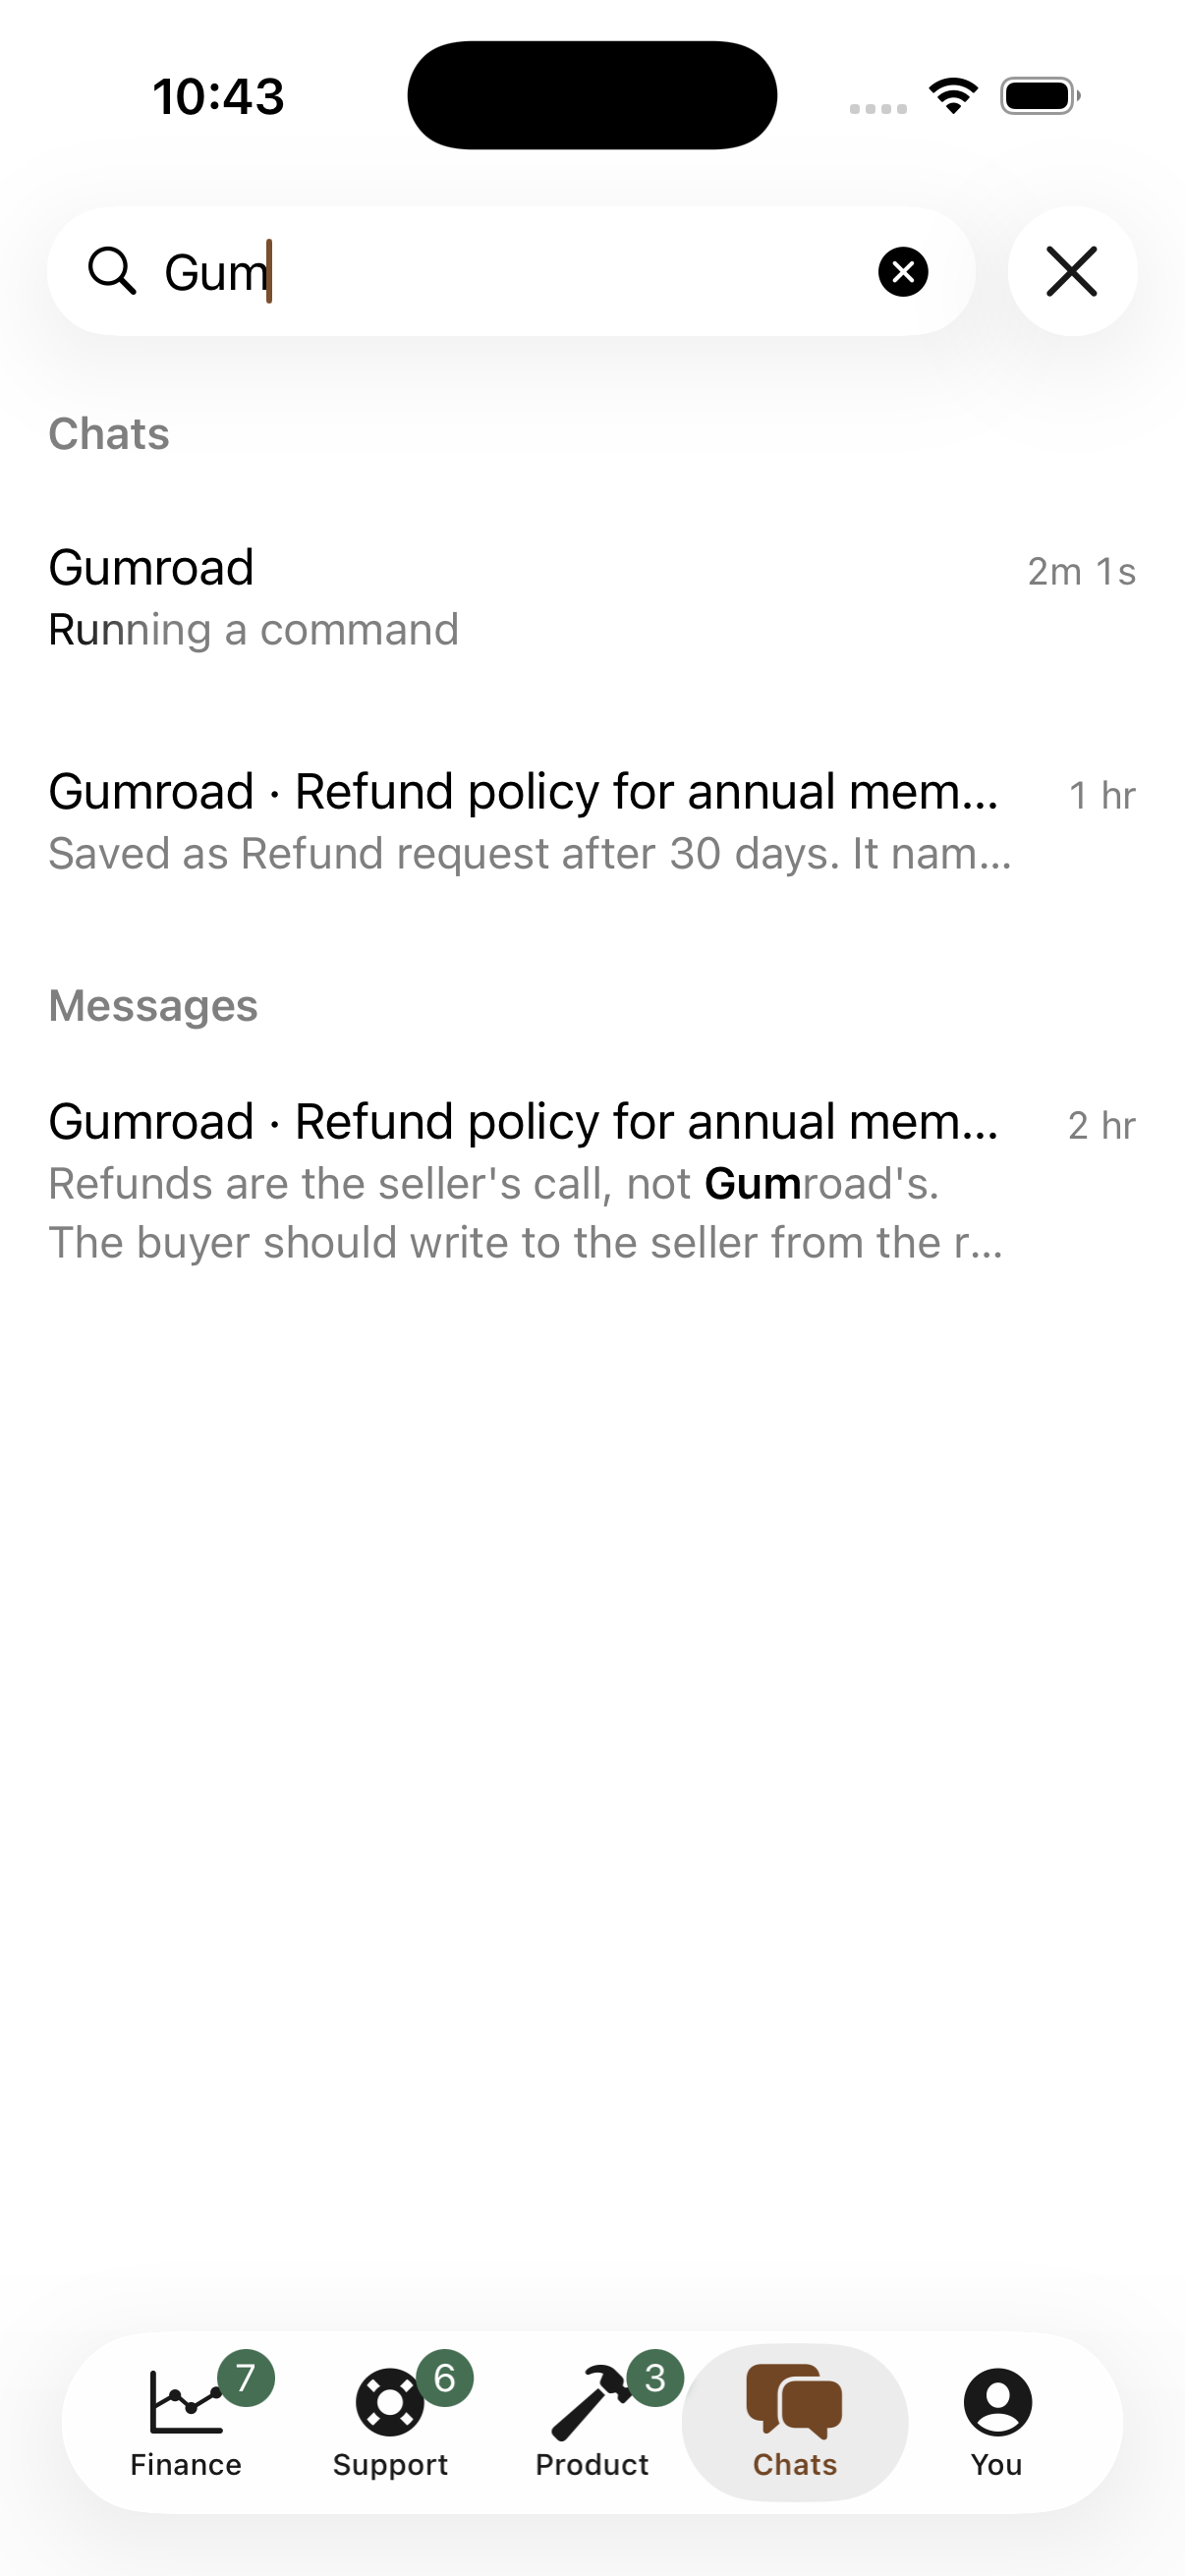 10:43
Gum
Chats
Gumroad
2m 1s
Running a command
Gumroad · Refund policy for annual mem...
1 hr
Saved as Refund request after 30 days. It nam...
Messages
Gumroad · Refund policy for annual mem...
2 hr
Refunds are the seller's call, not Gumroad's.
The buyer should write to the seller from the r...
7
6
3
Finance
Support
Product
Chats
You